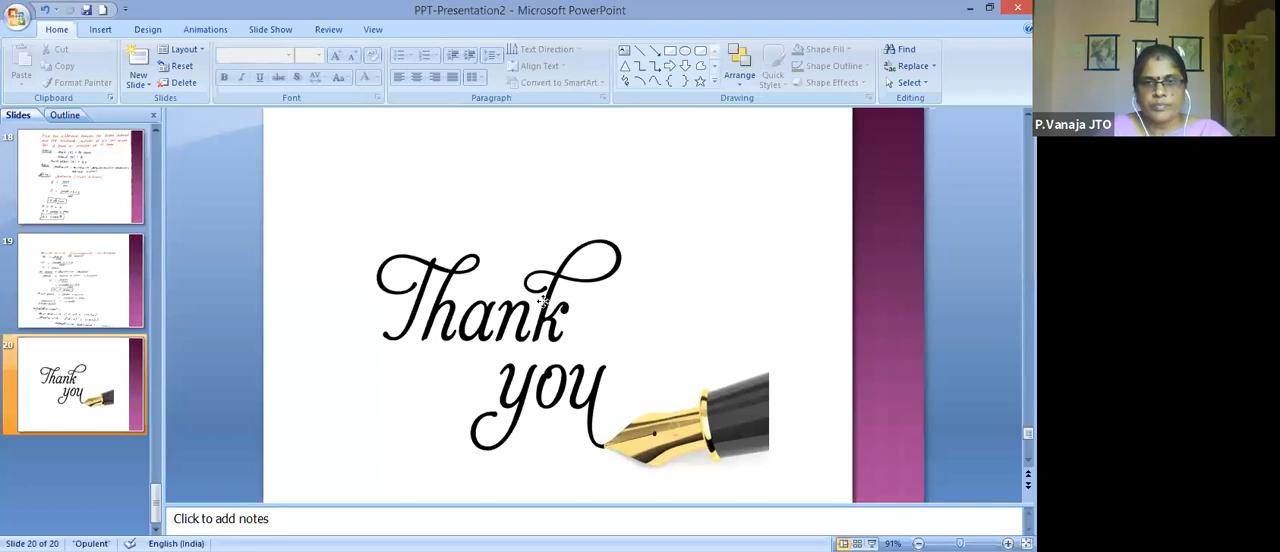 PPT-Presentation2 - Microsoft PowerPoint
Home Insert Design Animations Slide Show Review View
Paste
Cut
Copy
Format Painter
Clipboard
New
Slide
Layout
Reset
Delete
Slides
Font
Text Direction
Align Text
Convert to SmartArt
Paragraph
Arrange
Quick
Styles
Shape Fill
Shape Outline
Shape Effects
Drawing
Find
Replace
Select
Editing
Slides Outline
18
19
20
Thank
you
Thank
you
Click to add notes
Slide 20 of 20 "Opulent" English (India) 91%
P.Vanaja JTO